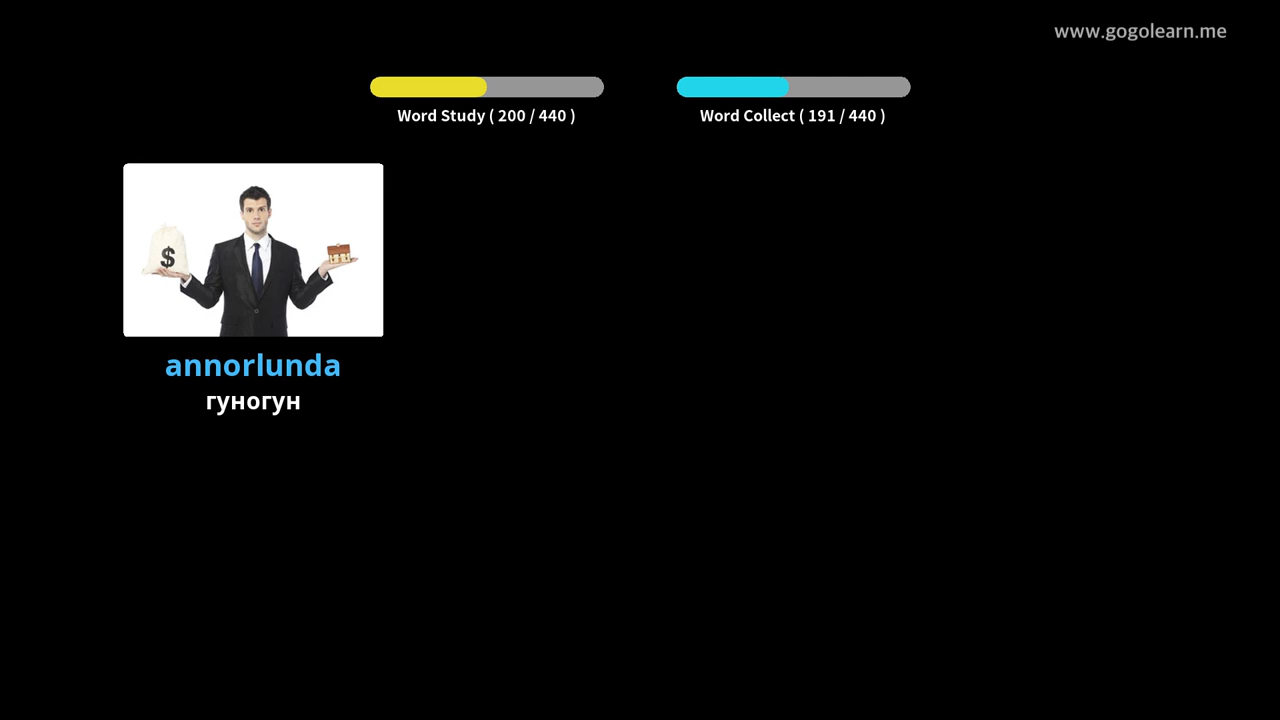 www.gogolearn.me
Word Study ( 200 / 440 )
Word Collect ( 191 / 440 )
$
annorlunda
гуногун